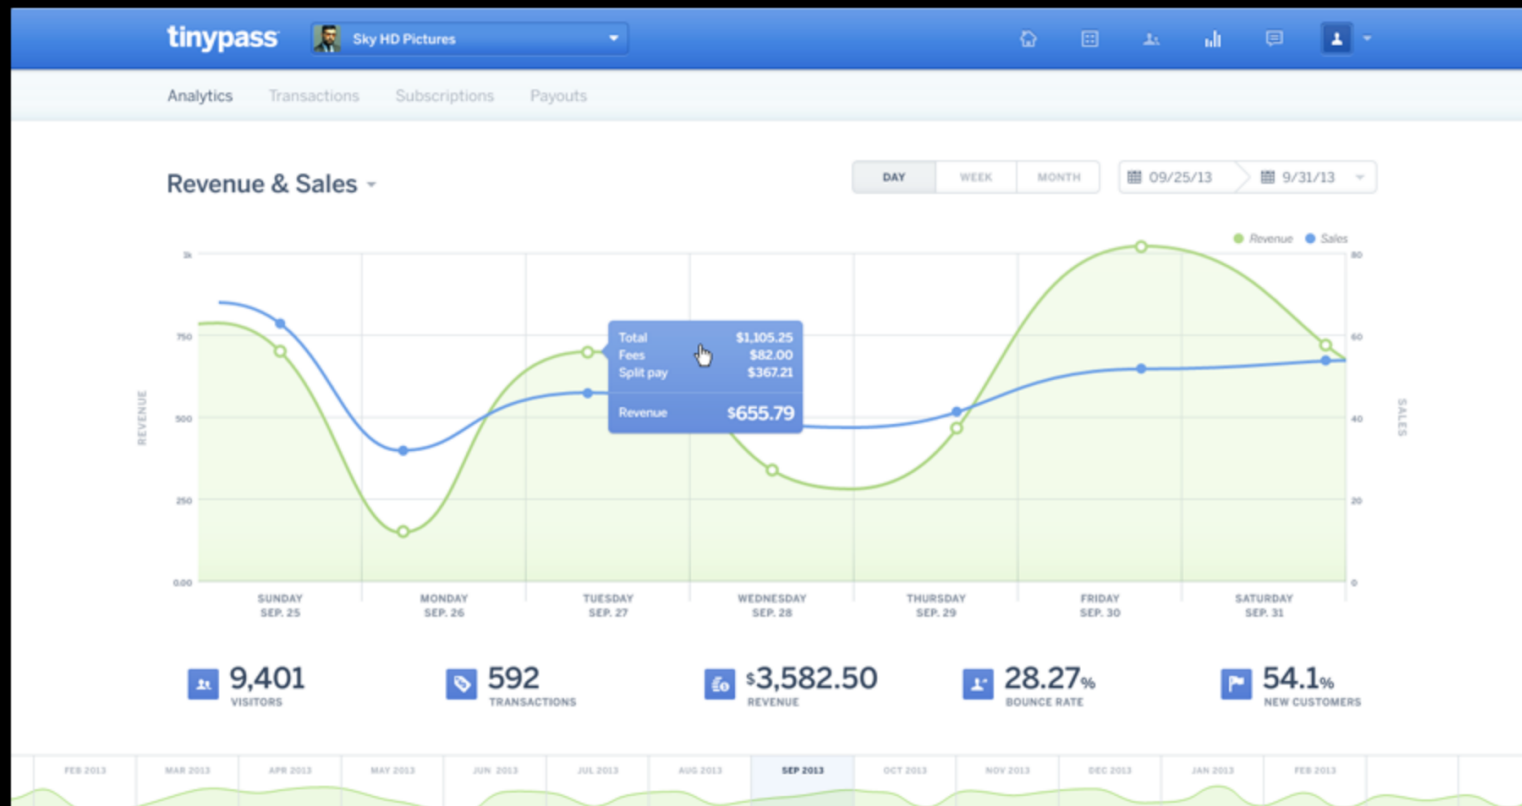 tinypass Sky HD Pictures
Analytics Transactions Subscriptions Payouts
Revenue & Sales DAY WEEK MONTH 09/25/13 9/31/13
Revenue Sales
1k 80
750 60
500 40
250 20
0.00 0
REVENUE
SALES
Total $1,105.25
Fees $82.00
Split pay $367.21
Revenue $655.79
SUNDAY MONDAY TUESDAY WEDNESDAY THURSDAY FRIDAY SATURDAY
SEP. 25 SEP. 26 SEP. 27 SEP. 28 SEP. 29 SEP. 30 SEP. 31
9,401 592 $3,582.50 28.27% 54.1%
VISITORS TRANSACTIONS REVENUE BOUNCE RATE NEW CUSTOMERS
FEB 2013 MAR 2013 APR 2013 MAY 2013 JUN 2013 JUL 2013 AUG 2013 SEP 2013 OCT 2013 NOV 2013 DEC 2013 JAN 2013 FEB 2013